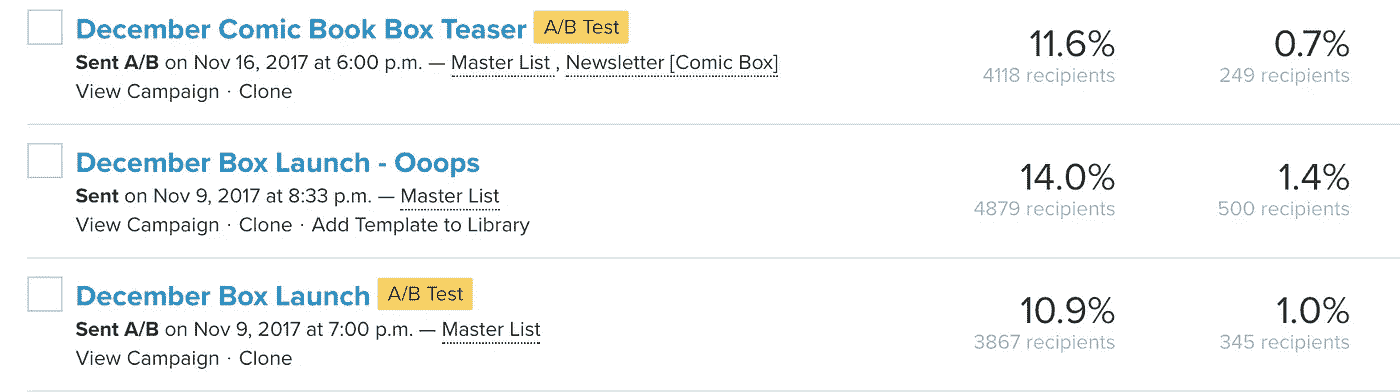 December Comic Book Box Teaser A/B Test
Sent A/B on Nov 16, 2017 at 6:00 p.m. — Master List , Newsletter [Comic Box]
View Campaign · Clone
11.6%
4118 recipients
0.7%
249 recipients
December Box Launch - Ooops
Sent on Nov 9, 2017 at 8:33 p.m. — Master List
View Campaign · Clone · Add Template to Library
14.0%
4879 recipients
1.4%
500 recipients
December Box Launch A/B Test
Sent A/B on Nov 9, 2017 at 7:00 p.m. — Master List
View Campaign · Clone
10.9%
3867 recipients
1.0%
345 recipients